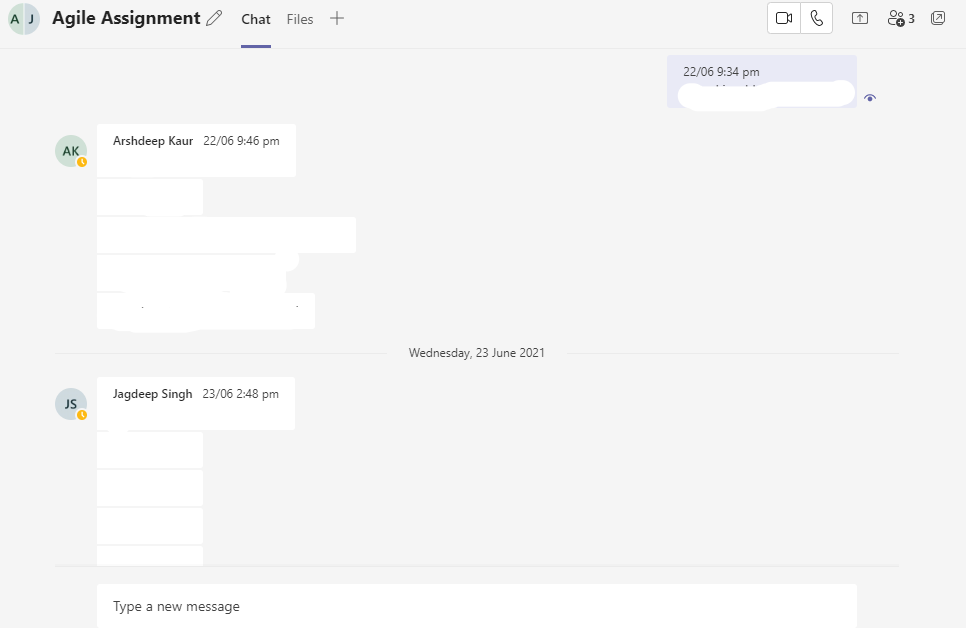 A J Agile Assignment Chat Files 3
22/06 9:34 pm
AK Arshdeep Kaur 22/06 9:46 pm
Wednesday, 23 June 2021
JS Jagdeep Singh 23/06 2:48 pm
Type a new message